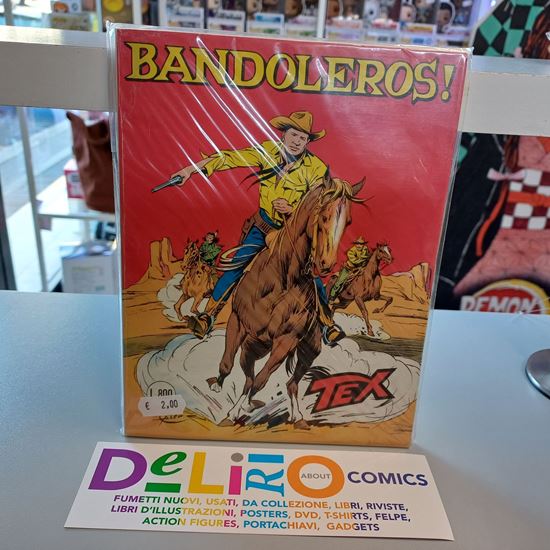 BANDOLEROS!
TEX
L. 800
€ 2,00
DeLiRiO ABOUT COMICS
FUMETTI NUOVI, USATI, DA COLLEZIONE, LIBRI, RIVISTE,
LIBRI D'ILLUSTRAZIONI, POSTERS, DVD, T-SHIRTS, FELPE,
ACTION FIGURES, PORTACHIAVI, GADGETS
DEMON